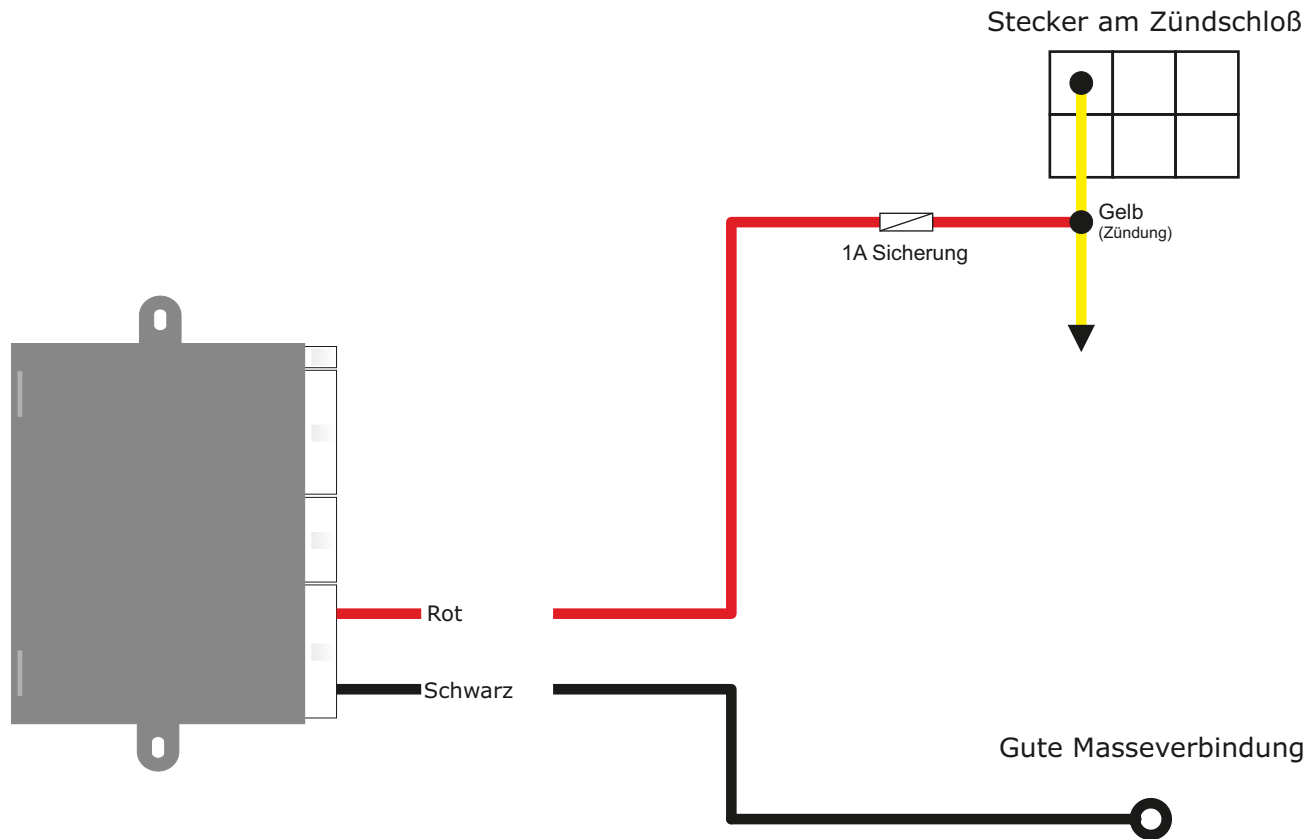 Stecker am Zündschloß
Gelb
(Zündung)
1A Sicherung
Rot
Schwarz
Gute Masseverbindung